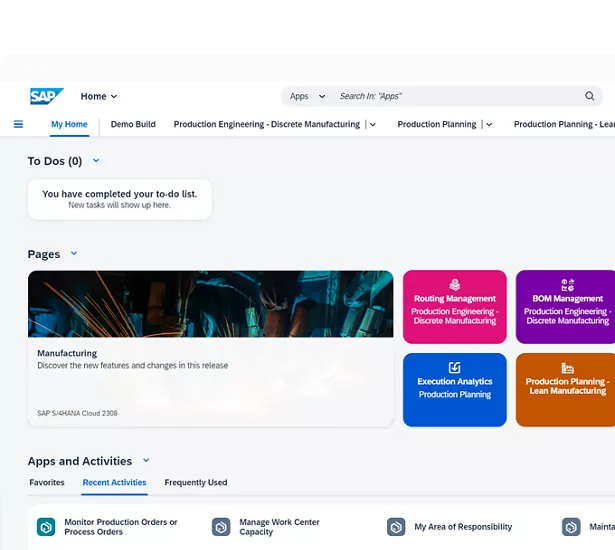 SAP
Home
Apps
Search In: "Apps"
My Home
Demo Build
Production Engineering - Discrete Manufacturing
Production Planning
Production Planning - Lea
To Dos (0)
You have completed your to-do list.
New tasks will show up here.
Pages
Manufacturing
Discover the new features and changes in this release
SAP S/4HANA Cloud 2308
Routing Management
Production Engineering -
Discrete Manufacturing
BOM Management
Production Engineering -
Discrete Manufacturing
Execution Analytics
Production Planning
Production Planning -
Lean Manufacturing
Apps and Activities
Favorites
Recent Activities
Frequently Used
Monitor Production Orders or
Process Orders
Manage Work Center
Capacity
My Area of Responsibility
Mainta